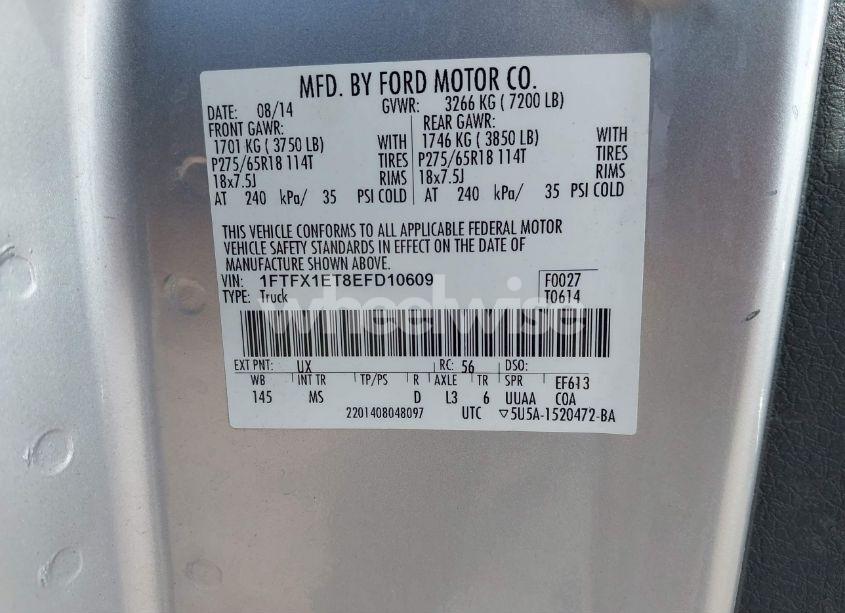 MFD. BY FORD MOTOR CO.
DATE: 08/14 GVWR: 3266 KG ( 7200 LB)
FRONT GAWR: REAR GAWR:
1701 KG ( 3750 LB) WITH 1746 KG ( 3850 LB) WITH
P275/65R18 114T TIRES P275/65R18 114T TIRES
18x7.5J RIMS 18x7.5J RIMS
AT 240 kPa/ 35 PSI COLD AT 240 kPa/ 35 PSI COLD
THIS VEHICLE CONFORMS TO ALL APPLICABLE FEDERAL MOTOR
VEHICLE SAFETY STANDARDS IN EFFECT ON THE DATE OF
MANUFACTURE SHOWN ABOVE.
VIN: 1FTFX1ET8EFD10609 F0027
TYPE: Truck T0614
wheelwise
EXT PNT: UX RC: 56 DSO:
WB INT TR TP/PS R AXLE TR SPR EF613
145 MS D L3 6 UUAA COA
2201408048097 UTC ▽5U5A-1520472-BA